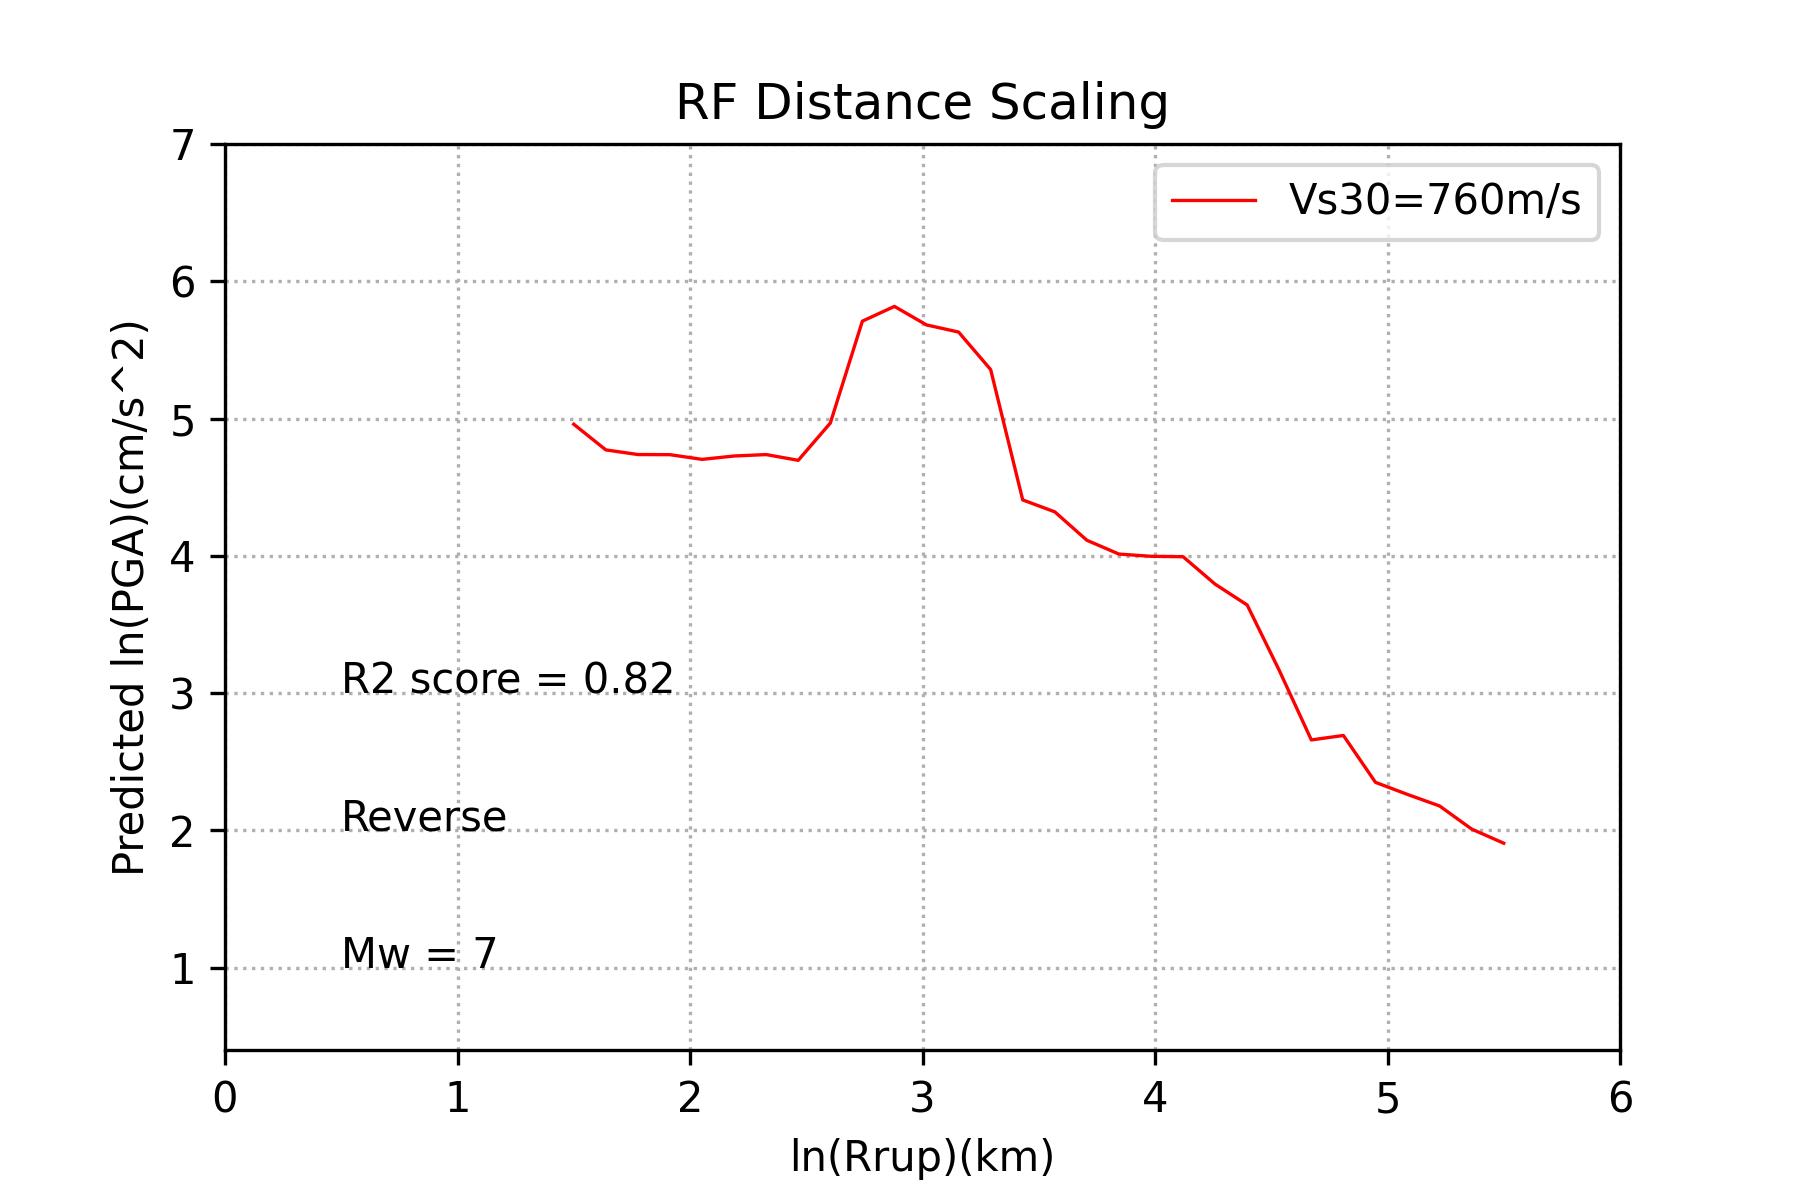 RF Distance Scaling
7
6
5
4
3
2
1
Predicted ln(PGA)(cm/s^2)
Vs30=760m/s
R2 score = 0.82
Reverse
Mw = 7
0 1 2 3 4 5 6
ln(Rrup)(km)